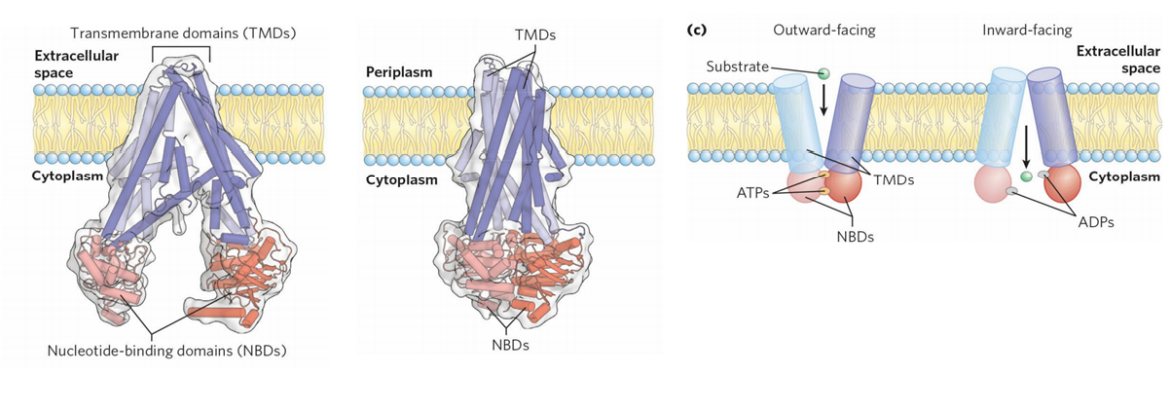 Transmembrane domains (TMDs)
Extracellular
space
Cytoplasm
Nucleotide-binding domains (NBDs)
TMDs
Periplasm
Cytoplasm
NBDs
(c)
Outward-facing
Inward-facing
Extracellular
space
Substrate
Cytoplasm
ATPs
TMDs
NBDs
ADPs